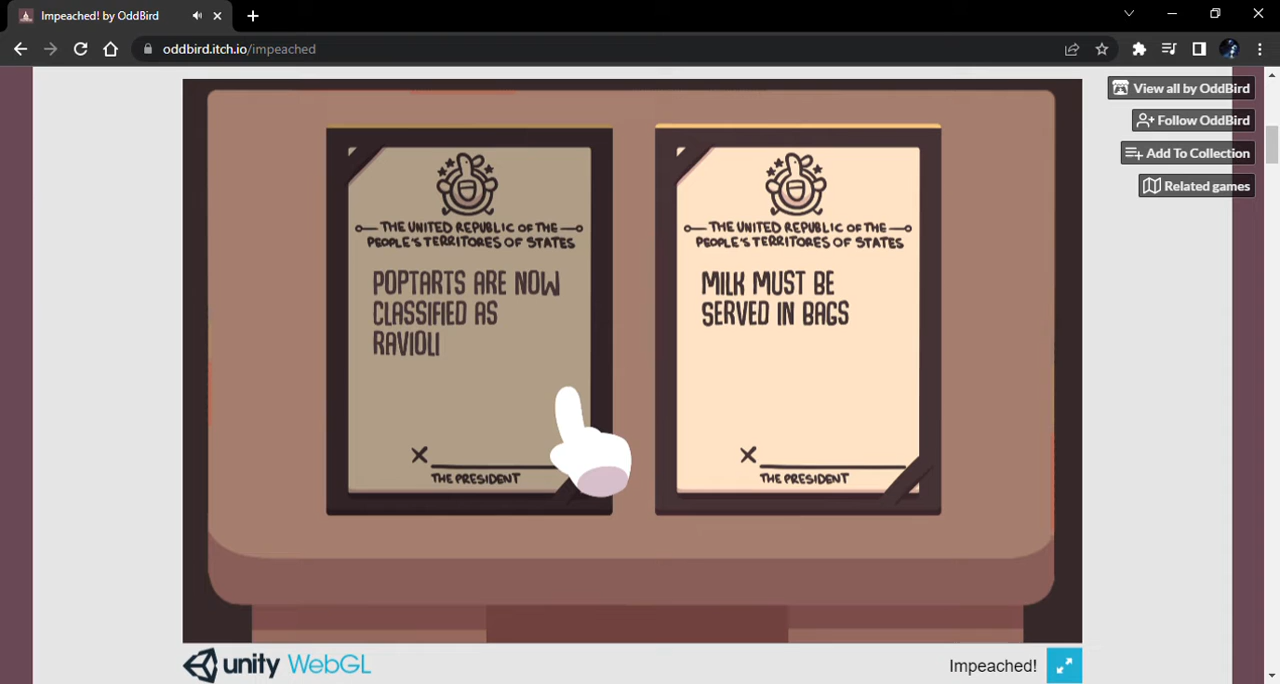 Impeached! by OddBird
oddbird.itch.io/impeached
View all by OddBird
Follow OddBird
Add To Collection
Related games
THE UNITED REPUBLIC OF THE
PEOPLE'S TERRITORES OF STATES
POPTARTS ARE NOW
CLASSIFIED AS
RAVIOLI
X
THE PRESIDENT
THE UNITED REPUBLIC OF THE
PEOPLE'S TERRITORES OF STATES
MILK MUST BE
SERVED IN BAGS
X
THE PRESIDENT
unity WebGL
Impeached!